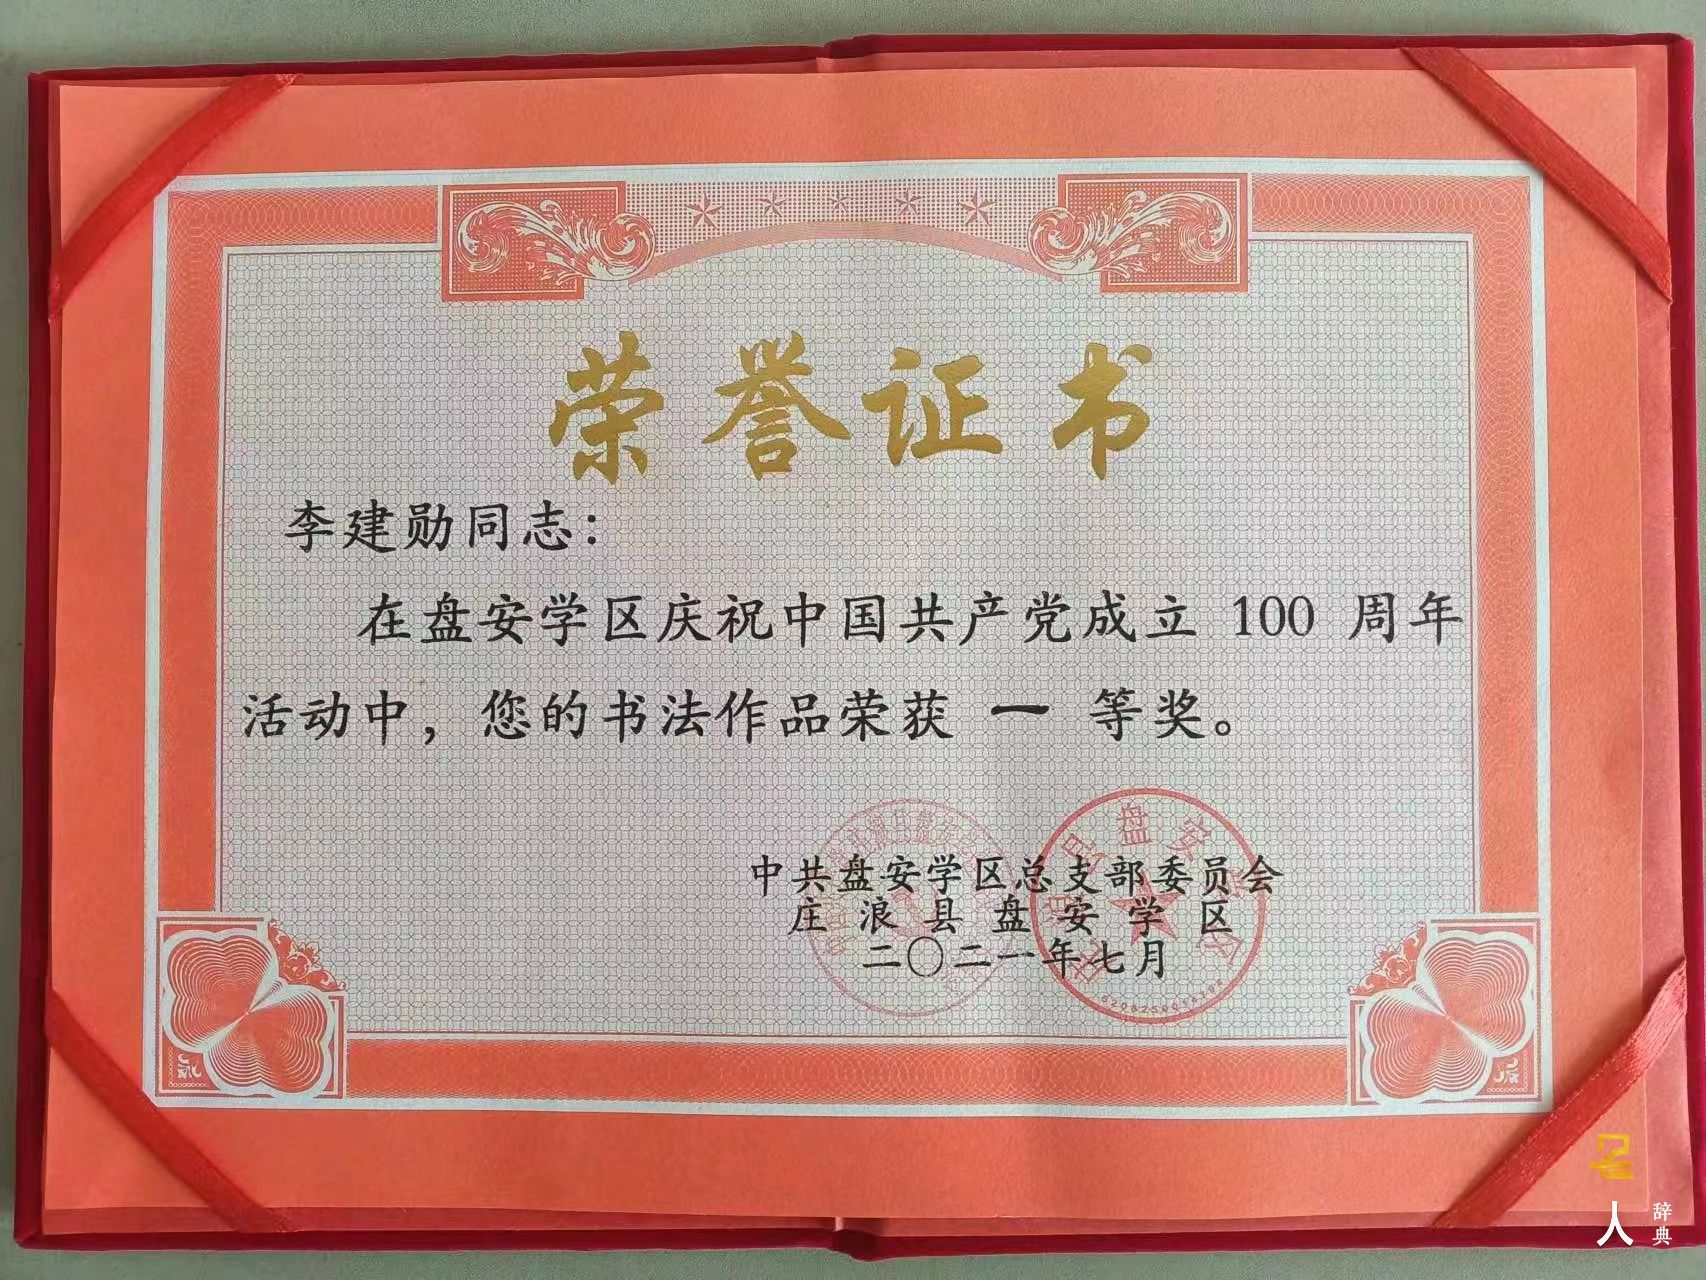 荣誉证书
李建勋同志：
在盘安学区庆祝中国共产党成立 100 周年
活动中，您的书法作品荣获 一 等奖。
中共盘安学区总支部委员会
庄浪县盘安学区
二〇二一年七月
人
辞典